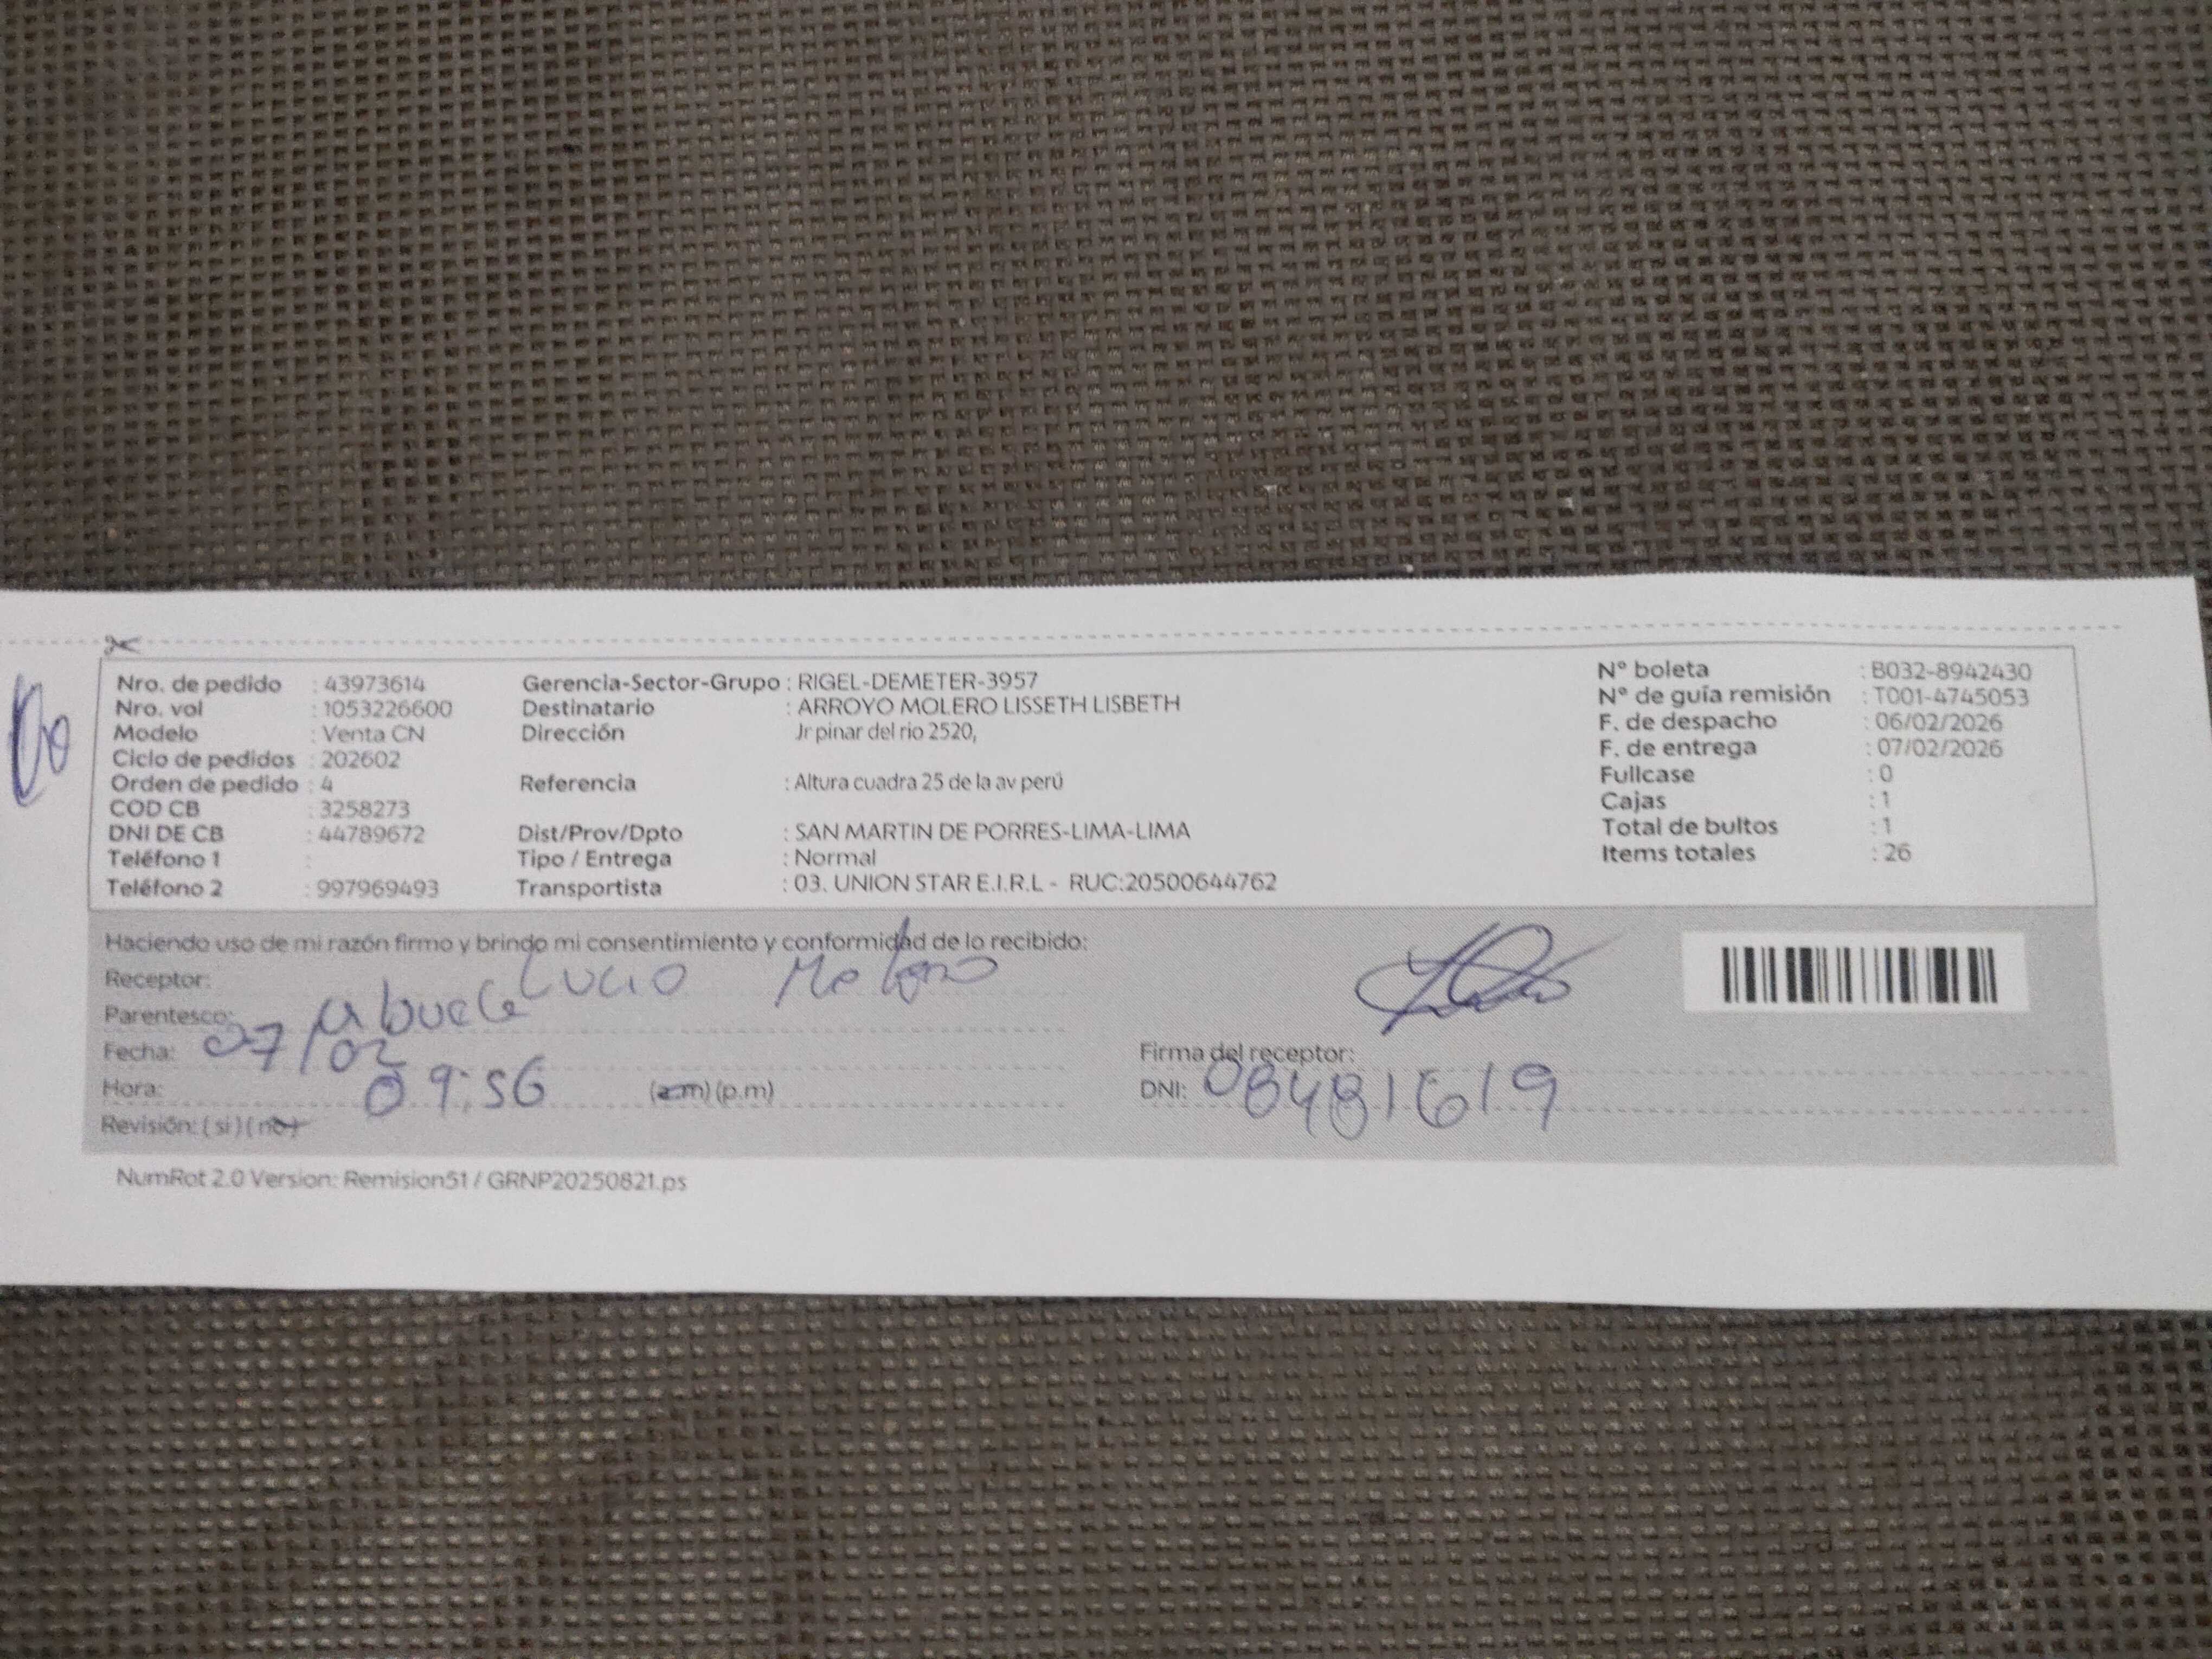 Nro. de pedido : 43973614 Gerencia-Sector-Grupo : RIGEL-DEMETER-3957 N° boleta : B032-8942430
Nro. vol : 1053226600 Destinatario : ARROYO MOLERO LISSETH LISBETH N° de guía remisión : T001-4745053
Modelo : Venta CN Dirección Jr pinar del rio 2520, F. de despacho : 06/02/2026
Ciclo de pedidos : 202602 F. de entrega : 07/02/2026
Orden de pedido : 4 Referencia : Altura cuadra 25 de la av perú Fullcase : 0
COD CB : 3258273 Cajas : 1
DNI DE CB : 44789672 Dist/Prov/Dpto : SAN MARTIN DE PORRES-LIMA-LIMA Total de bultos : 1
Teléfono 1 : Tipo / Entrega : Normal Items totales : 26
Teléfono 2 : 997969493 Transportista : 03. UNION STAR E.I.R.L - RUC:20500644762
Haciendo uso de mi razón firmo y brindo mi consentimiento y conformidad de lo recibido:
Receptor: Lucio
Parentesco: abuelo
Fecha: 07/02 Firma del receptor:
Hora: 09:56 (a.m) (p.m) DNI: 08481619
Revisión: ( si ) ( no )
NumRot 2.0 Version: Remision51 / GRNP20250821.ps